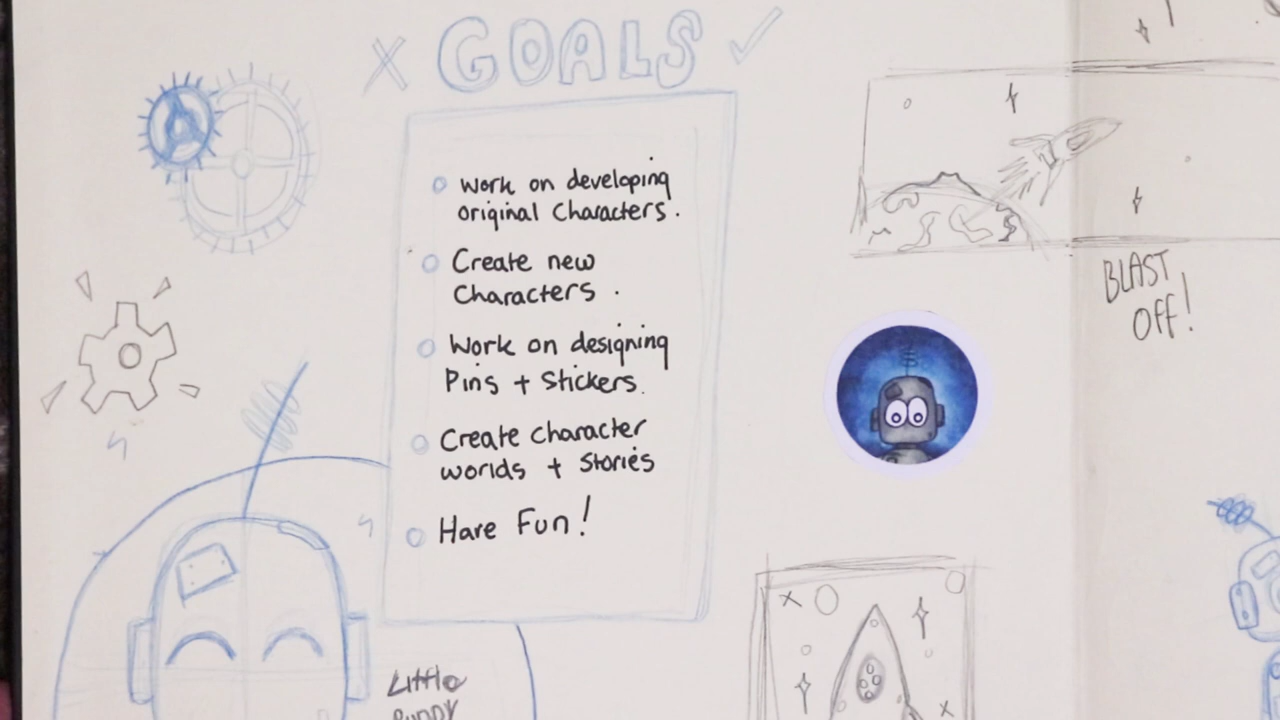 GOALS
Work on developing
original Characters.
Create new
Characters.
Work on designing
Pins + Stickers.
Create character
worlds + Stories
Have Fun!
BLAST
OFF!
Little